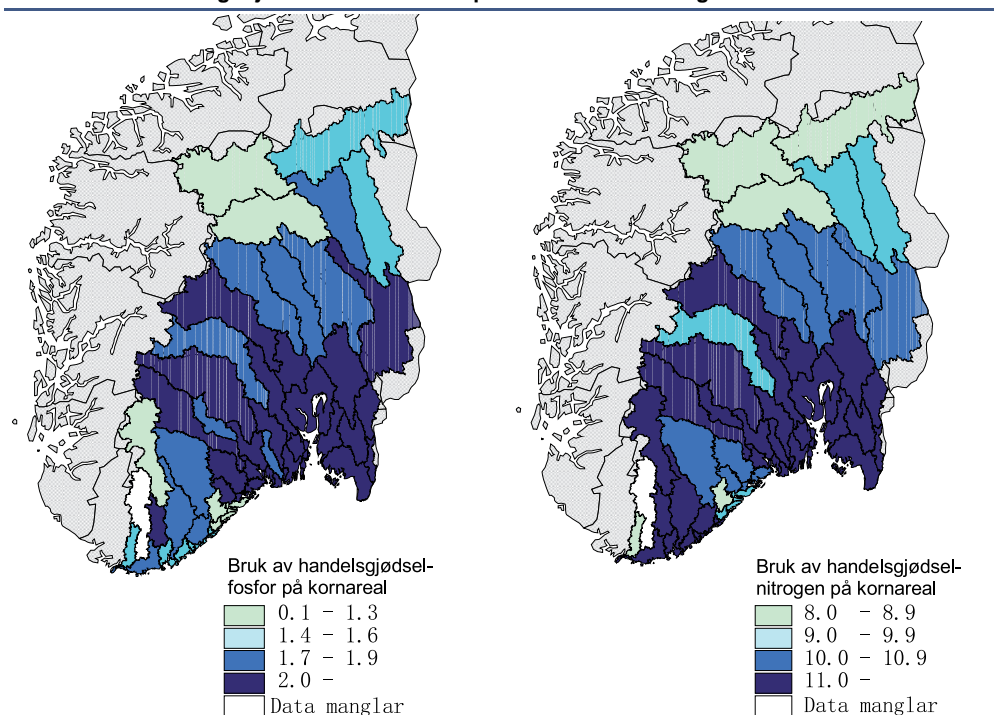 Bruk av handelsgjødsel-
fosfor på kornareal
0.1 - 1.3
1.4 - 1.6
1.7 - 1.9
2.0 -
Data manglar
Bruk av handelsgjødsel-
nitrogen på kornareal
8.0 - 8.9
9.0 - 9.9
10.0 - 10.9
11.0 -
Data manglar